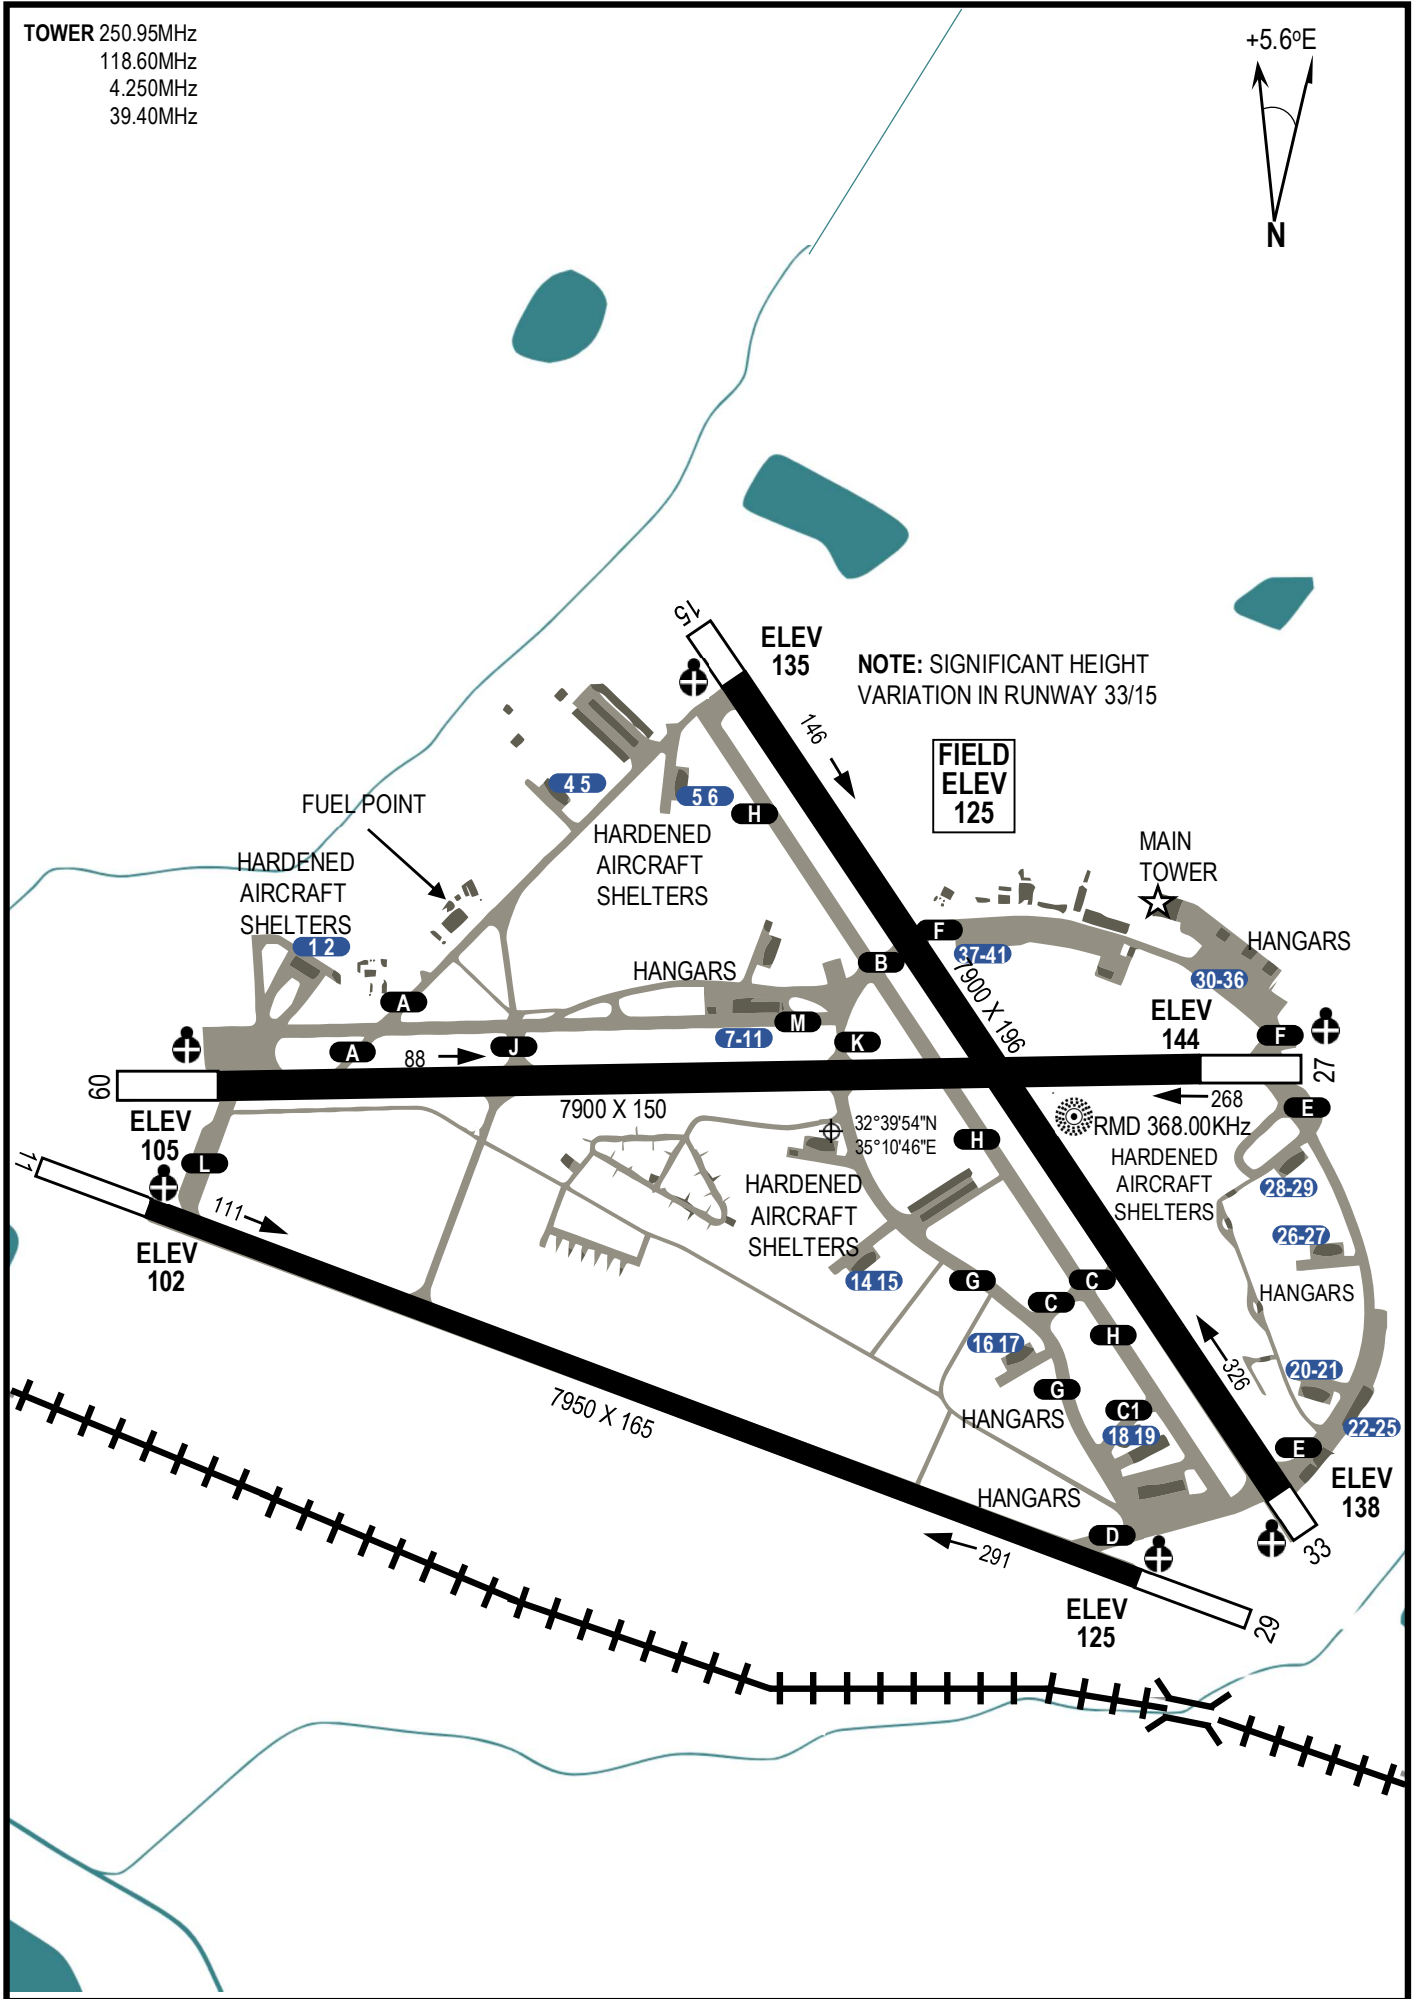 TOWER 250.95MHz
118.60MHz
4.250MHz
39.40MHz
+5.6ºE
N
15
ELEV
135
NOTE: SIGNIFICANT HEIGHT
VARIATION IN RUNWAY 33/15
146
FIELD
ELEV
125
4 5
5 6
H
FUEL POINT
HARDENED
AIRCRAFT
SHELTERS
HARDENED
AIRCRAFT
SHELTERS
MAIN
TOWER
1 2
F
37-41
HANGARS
B
HANGARS
30-36
7900 X 196
A
M
7-11
K
ELEV
144
F
A
88
J
09
27
7900 X 150
268
E
ELEV
105
32°39'54"N
35°10'46"E
RMD 368.00KHz
H
L
11
HARDENED
AIRCRAFT
SHELTERS
HARDENED
AIRCRAFT
SHELTERS
28-29
111
26-27
ELEV
102
14 15
G
C
C
HANGARS
H
16 17
326
20-21
G
HANGARS
C1
18 19
22-25
7950 X 165
E
ELEV
138
HANGARS
D
291
33
ELEV
125
29